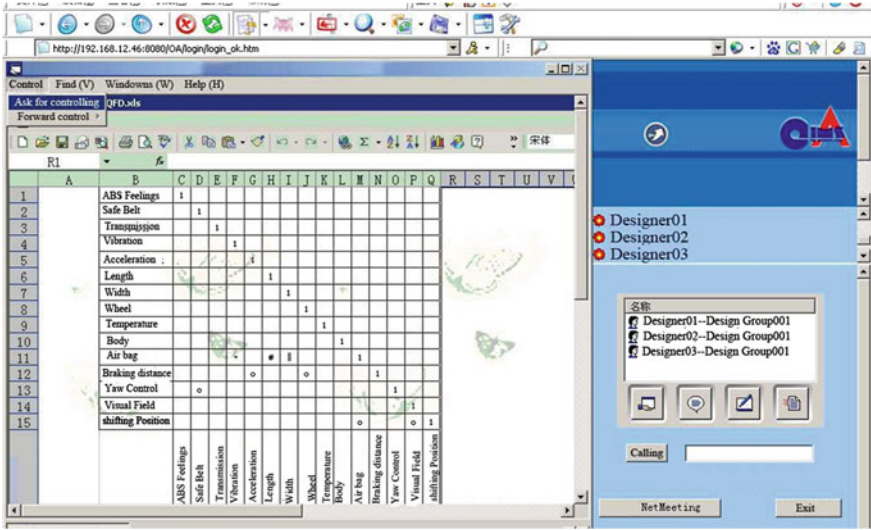 http://192.168.12.46:8080/OA/login/login_ok.htm
Control Find (V) Windowns (W) Help (H)
Ask for controlling QFD.xls
Forward control
宋体
R1 fx
A B C D E F G H I J K L M N O P Q R S T U V
1 ABS Feelings 1
2 Safe Belt 1
3 Transmission 1
4 Vibration 1
5 Acceleration : 1
6 Length 1
7 Width 1
8 Wheel 1
9 Temperature 1
10 Body 1
11 Air bag * # || 1
12 Braking distance o o 1
13 Yaw Control o 1
14 Visual Field 1
15 shifting Position o o 1
ABS Feelings
Safe Belt
Transmission
Vibration
Acceleration
Length
Width
Wheel
Temperature
Body
Air bag
Braking distance
Yaw Control
Visual Field
shifting Position
Designer01
Designer02
Designer03
名称
Designer01--Design Group001
Designer02--Design Group001
Designer03--Design Group001
Calling
NetMeeting Exit